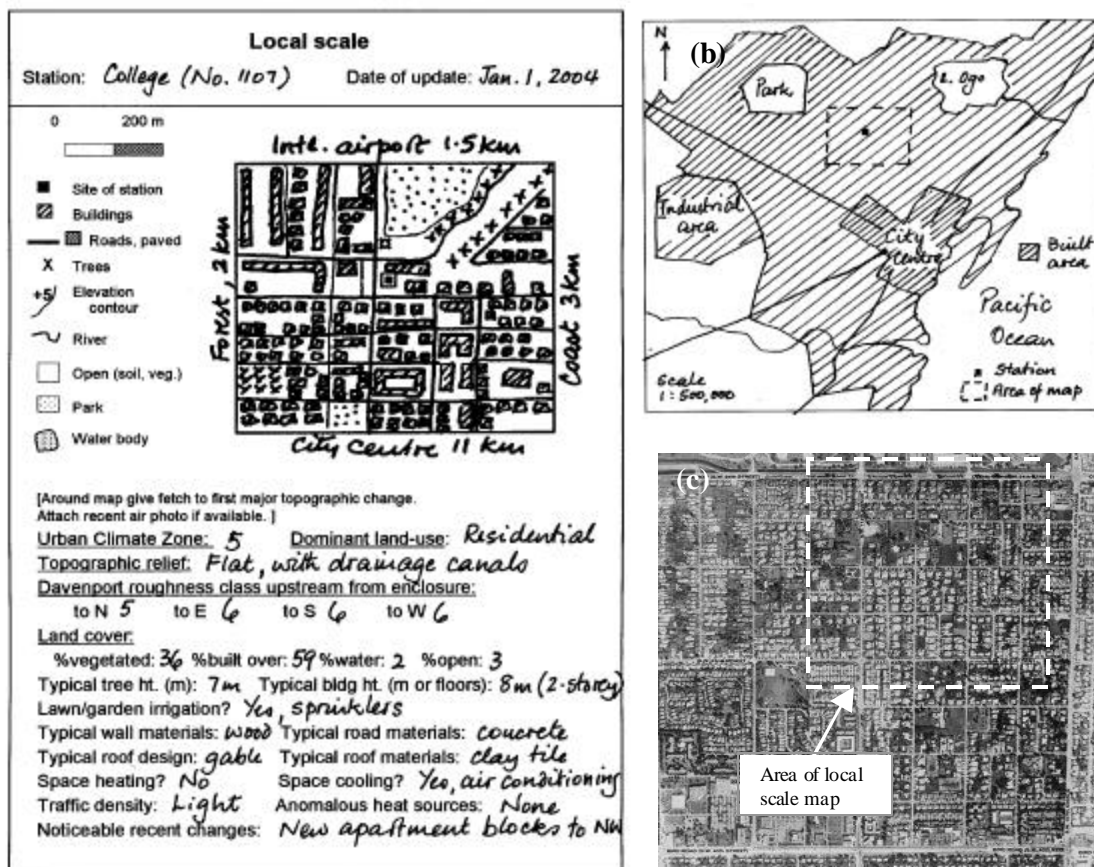 Local scale
Station: College (No. 1107) Date of update: Jan. 1, 2004
0 200 m
Site of station
Buildings
Roads, paved
X Trees
+5 Elevation
contour
River
Open (soil, veg.)
Park
Water body
Intl. airport 1.5 km
Forest, 2 km
Coast 3 km
City Centre 11 km
[Around map give fetch to first major topographic change.
Attach recent air photo if available. ]
Urban Climate Zone: 5 Dominant land-use: Residential
Topographic relief: Flat, with drainage canals
Davenport roughness class upstream from enclosure:
to N 5 to E 6 to S 6 to W 6
Land cover:
%vegetated: 36 %built over: 59 %water: 2 %open: 3
Typical tree ht. (m): 7m Typical bldg ht. (m or floors): 8m (2-storey)
Lawn/garden irrigation? Yes, sprinklers
Typical wall materials: wood Typical road materials: concrete
Typical roof design: gable Typical roof materials: clay tile
Space heating? No Space cooling? Yes, air conditioning
Traffic density: Light Anomalous heat sources: None
Noticeable recent changes: New apartment blocks to NW
N
(b)
Park
L. Ogo
Industrial
area
City
Centre
Built
area
Pacific
Ocean
Station
Area of map
Scale
1:500,000
(c)
Area of local
scale map